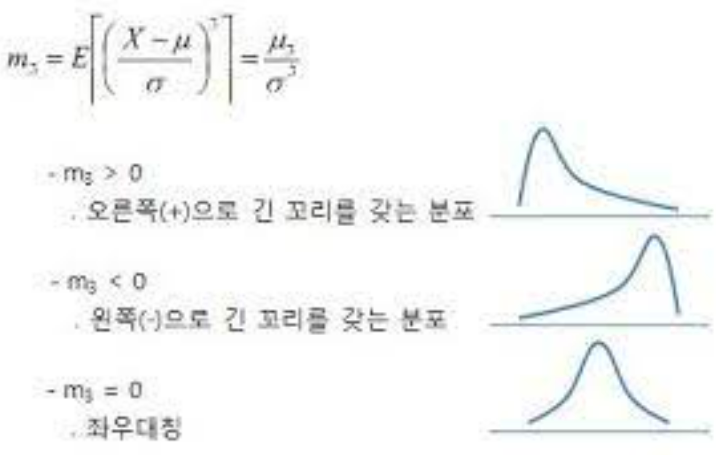 m₃ = E[((X − μ)/σ)³] = μ₃/σ³
- m₃ > 0
. 오른쪽(+)으로 긴 꼬리를 갖는 분포
- m₃ < 0
. 왼쪽(-)으로 긴 꼬리를 갖는 분포
- m₃ = 0
. 좌우대칭